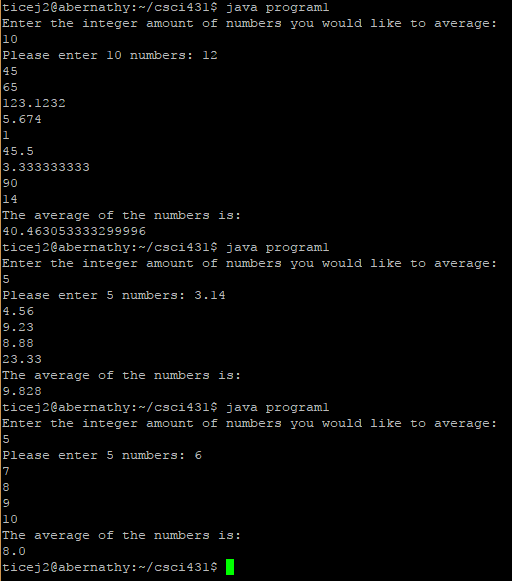 ticej2@abernathy:~/csci431$ java program1
Enter the integer amount of numbers you would like to average:
10
Please enter 10 numbers: 12
45
65
123.1232
5.674
1
45.5
3.333333333
90
14
The average of the numbers is:
40.463053333299996
ticej2@abernathy:~/csci431$ java program1
Enter the integer amount of numbers you would like to average:
5
Please enter 5 numbers: 3.14
4.56
9.23
8.88
23.33
The average of the numbers is:
9.828
ticej2@abernathy:~/csci431$ java program1
Enter the integer amount of numbers you would like to average:
5
Please enter 5 numbers: 6
7
8
9
10
The average of the numbers is:
8.0
ticej2@abernathy:~/csci431$